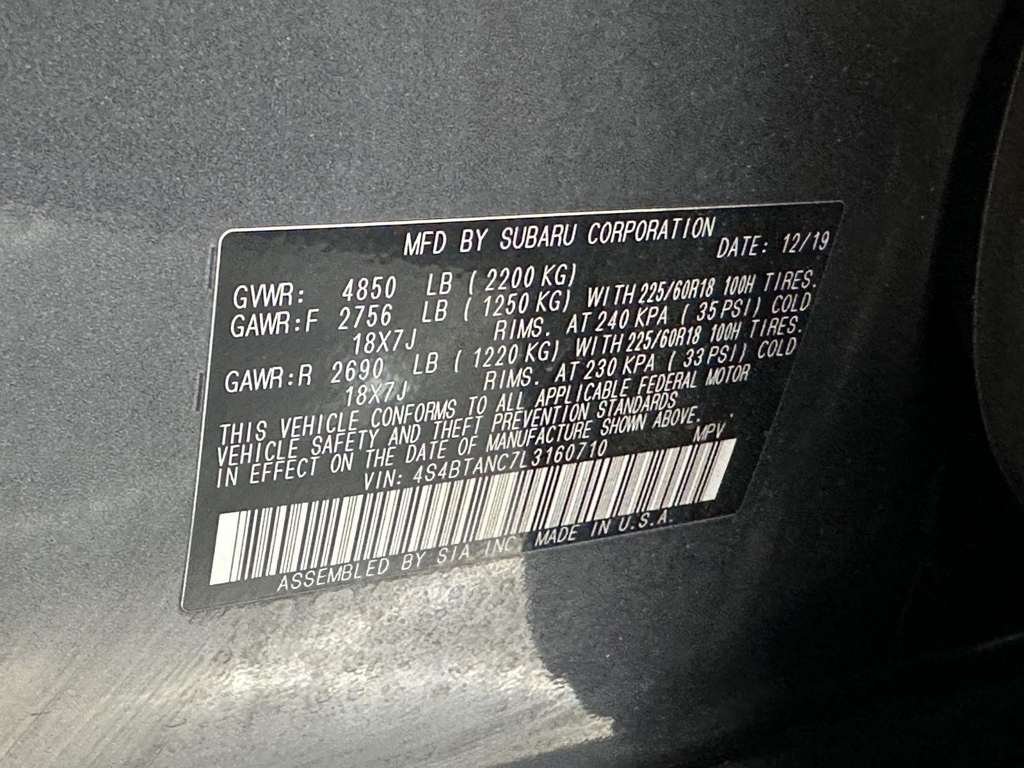 MFD BY SUBARU CORPORATION
DATE: 12/19
GVWR: 4850 LB ( 2200 KG)
GAWR:F 2756 LB ( 1250 KG) WITH 225/60R18 100H TIRES.
18X7J RIMS. AT 240 KPA ( 35 PSI) COLD
GAWR:R 2690 LB ( 1220 KG) WITH 225/60R18 100H TIRES.
18X7J RIMS. AT 230 KPA ( 33 PSI) COLD
THIS VEHICLE CONFORMS TO ALL APPLICABLE FEDERAL MOTOR
VEHICLE SAFETY AND THEFT PREVENTION STANDARDS
IN EFFECT ON THE DATE OF MANUFACTURE SHOWN ABOVE.
VIN: 4S4BTANC7L3160710 MPV
ASSEMBLED BY SIA INC. MADE IN U.S.A.